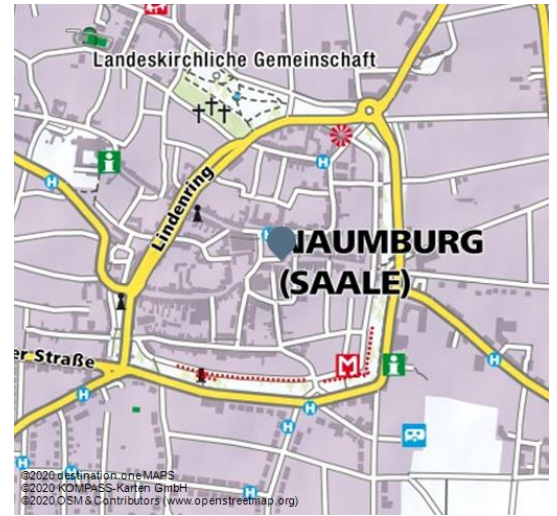 Landeskirchliche Gemeinschaft
Lindenring
NAUMBURG
(SAALE)
er Straße
M
i
i
H
H
H
H
H
H
H
H
©2020 destination.one MAPS
©2020 KOMPASS-Karten GmbH
©2020 OSM & Contributors (www.openstreetmap.org)